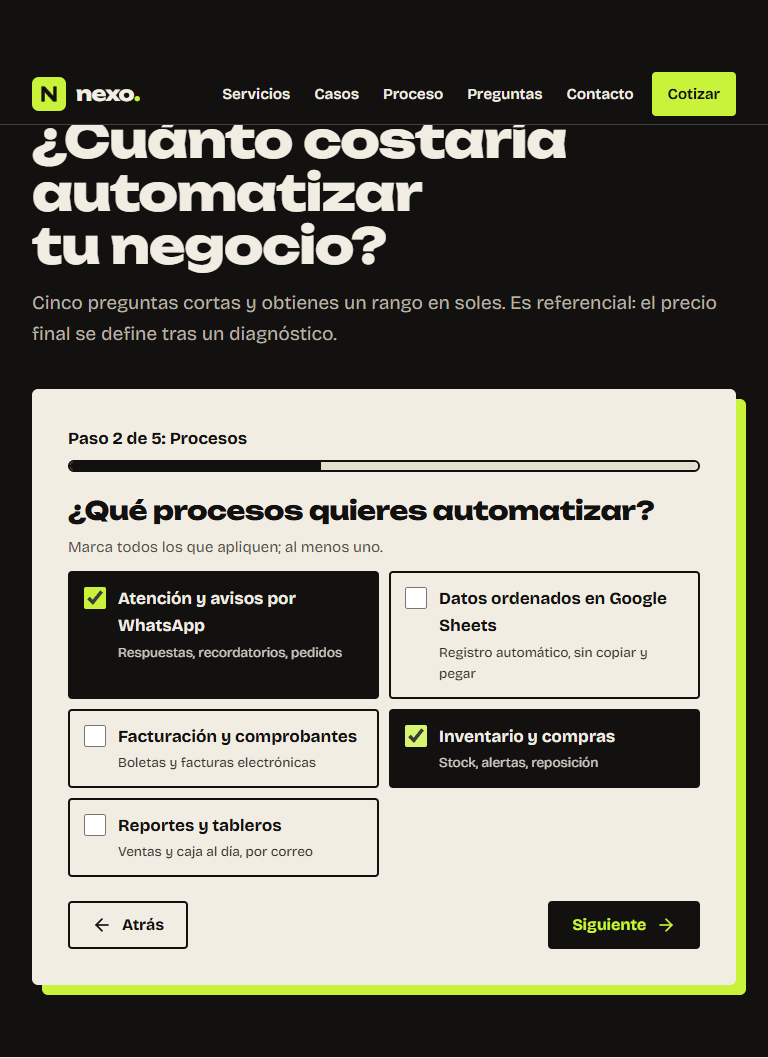 N nexo.
Servicios Casos Proceso Preguntas Contacto Cotizar
¿Cuánto costaría
automatizar
tu negocio?
Cinco preguntas cortas y obtienes un rango en soles. Es referencial: el precio
final se define tras un diagnóstico.
Paso 2 de 5: Procesos
¿Qué procesos quieres automatizar?
Marca todos los que apliquen; al menos uno.
Atención y avisos por
WhatsApp
Respuestas, recordatorios, pedidos
Datos ordenados en Google
Sheets
Registro automático, sin copiar y
pegar
Facturación y comprobantes
Boletas y facturas electrónicas
Inventario y compras
Stock, alertas, reposición
Reportes y tableros
Ventas y caja al día, por correo
← Atrás
Siguiente →